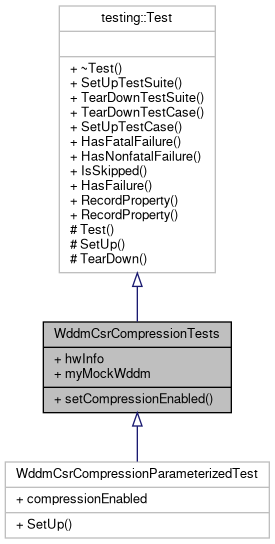 testing::Test
+ ~Test()
+ SetUpTestSuite()
+ TearDownTestSuite()
+ TearDownTestCase()
+ SetUpTestCase()
+ HasFatalFailure()
+ HasNonfatalFailure()
+ IsSkipped()
+ HasFailure()
+ RecordProperty()
+ RecordProperty()
# Test()
# SetUp()
# TearDown()
WddmCsrCompressionTests
+ hwInfo
+ myMockWddm
+ setCompressionEnabled()
WddmCsrCompressionParameterizedTest
+ compressionEnabled
+ SetUp()